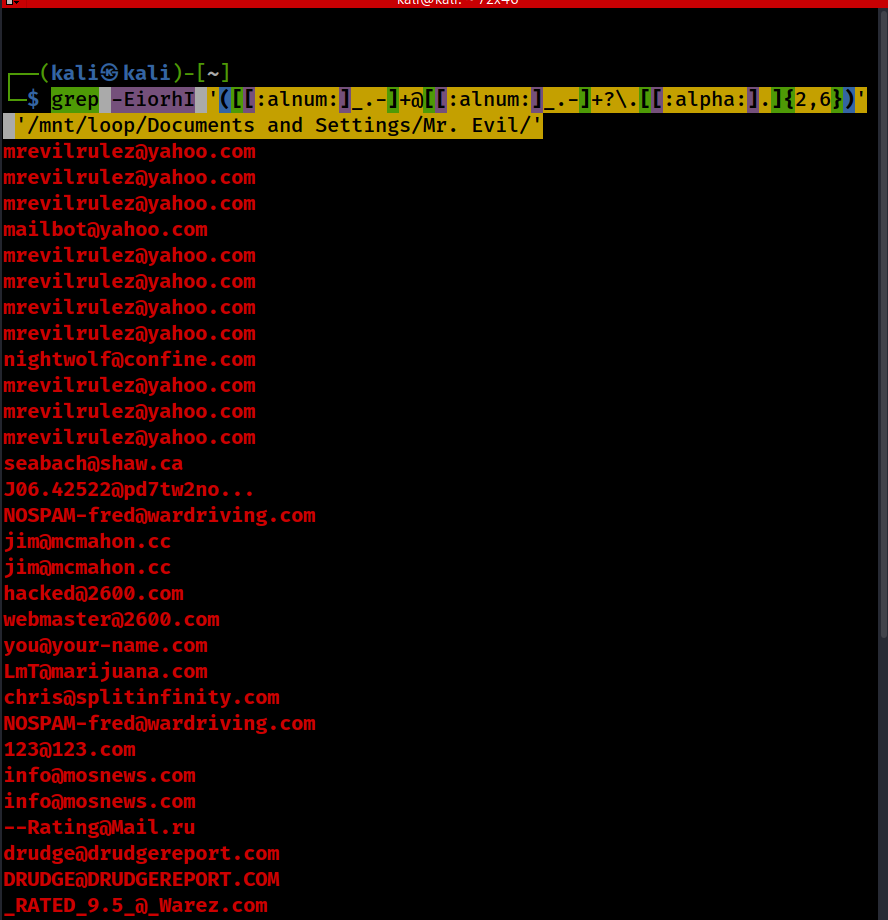 ┌──(kali㉿kali)-[~]
└─$ grep -EiorhI '([[:alnum:]_.-]+@[[:alnum:]_.-]+?\.[[:alpha:].]{2,6})'
'/mnt/loop/Documents and Settings/Mr. Evil/'
mrevilrulez@yahoo.com
mrevilrulez@yahoo.com
mrevilrulez@yahoo.com
mailbot@yahoo.com
mrevilrulez@yahoo.com
mrevilrulez@yahoo.com
mrevilrulez@yahoo.com
mrevilrulez@yahoo.com
nightwolf@confine.com
mrevilrulez@yahoo.com
mrevilrulez@yahoo.com
mrevilrulez@yahoo.com
seabach@shaw.ca
J06.42522@pd7tw2no...
NOSPAM-fred@wardriving.com
jim@mcmahon.cc
jim@mcmahon.cc
hacked@2600.com
webmaster@2600.com
you@your-name.com
LmT@marijuana.com
chris@splitinfinity.com
NOSPAM-fred@wardriving.com
123@123.com
info@mosnews.com
info@mosnews.com
--Rating@Mail.ru
drudge@drudgereport.com
DRUDGE@DRUDGEREPORT.COM
_RATED_9.5_@_Warez.com